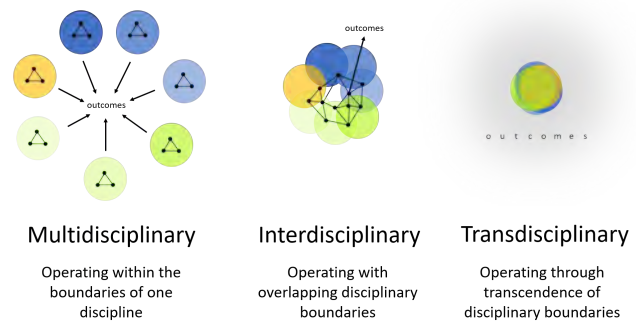 outcomes
outcomes
o u t c o m e s
Multidisciplinary
Operating within the
boundaries of one
discipline
Interdisciplinary
Operating with
overlapping disciplinary
boundaries
Transdisciplinary
Operating through
transcendence of
disciplinary boundaries